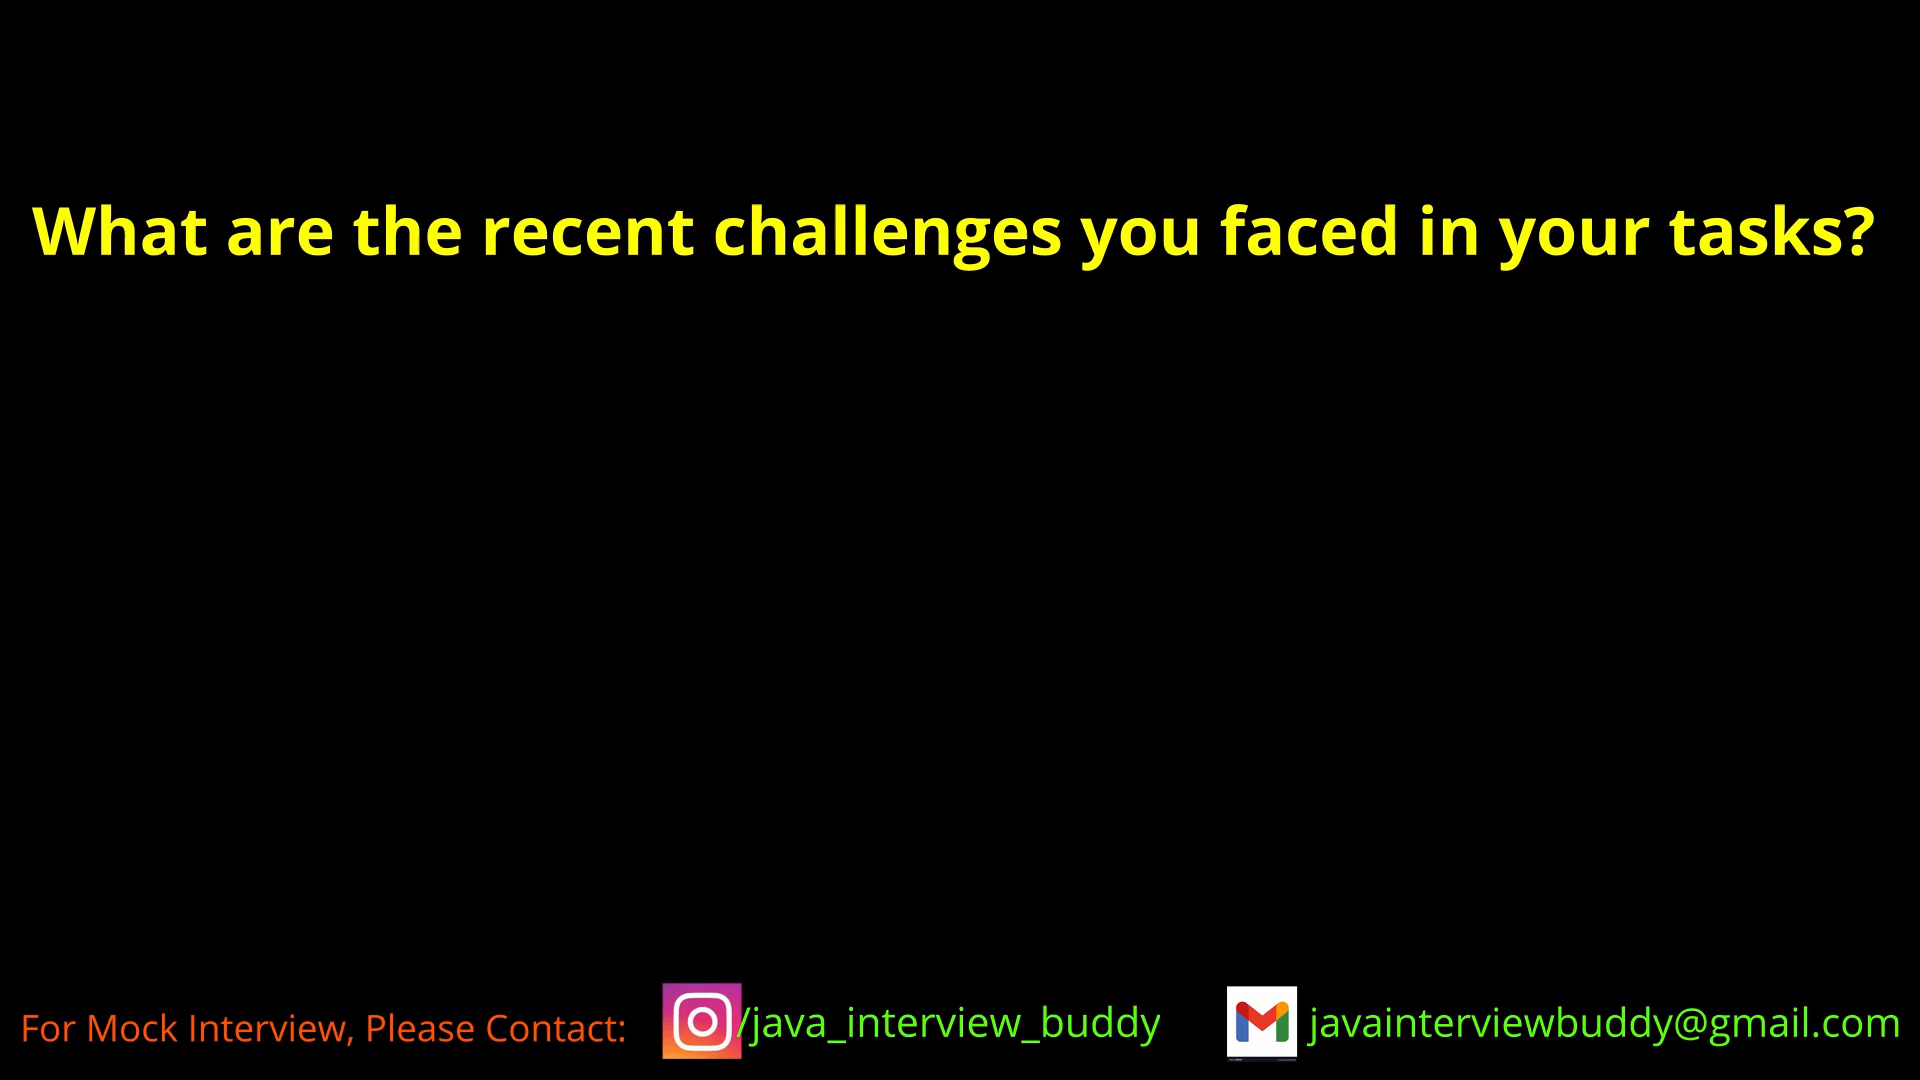 What are the recent challenges you faced in your tasks?
For Mock Interview, Please Contact: /java_interview_buddy javainterviewbuddy@gmail.com